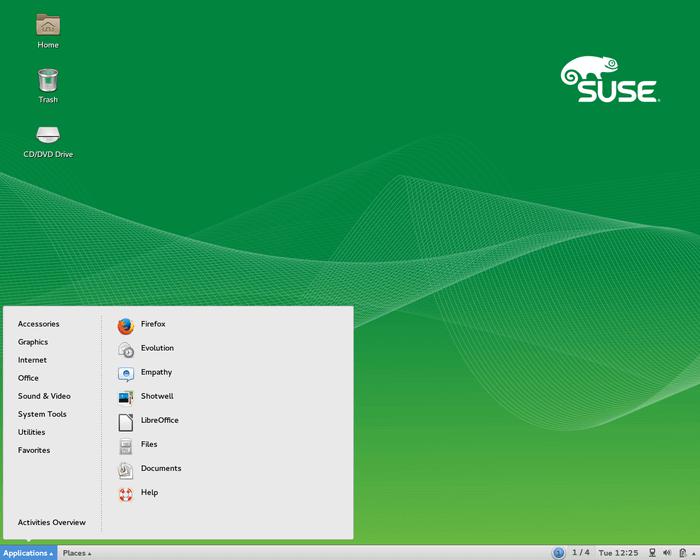 Home
Trash
CD/DVD Drive
SUSE
Accessories
Graphics
Internet
Office
Sound & Video
System Tools
Utilities
Favorites
Activities Overview
Firefox
Evolution
Empathy
Shotwell
LibreOffice
Files
Documents
Help
Applications
Places
1 / 4
Tue 12:25